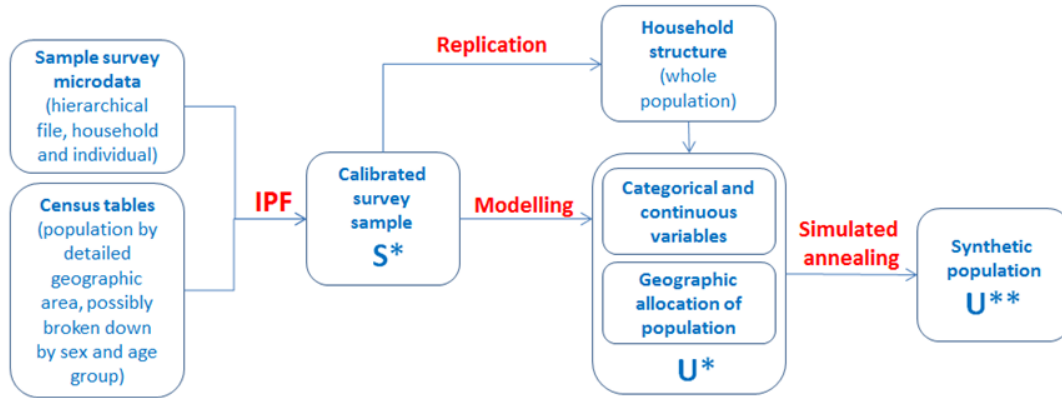 Sample survey
microdata
(hierarchical
file, household
and individual)
Census tables
(population by
detailed
geographic
area, possibly
broken down
by sex and age
group)
IPF
Calibrated
survey
sample
S*
Replication
Household
structure
(whole
population)
Modelling
Categorical and
continuous
variables
Geographic
allocation of
population
U*
Simulated
annealing
Synthetic
population
U**